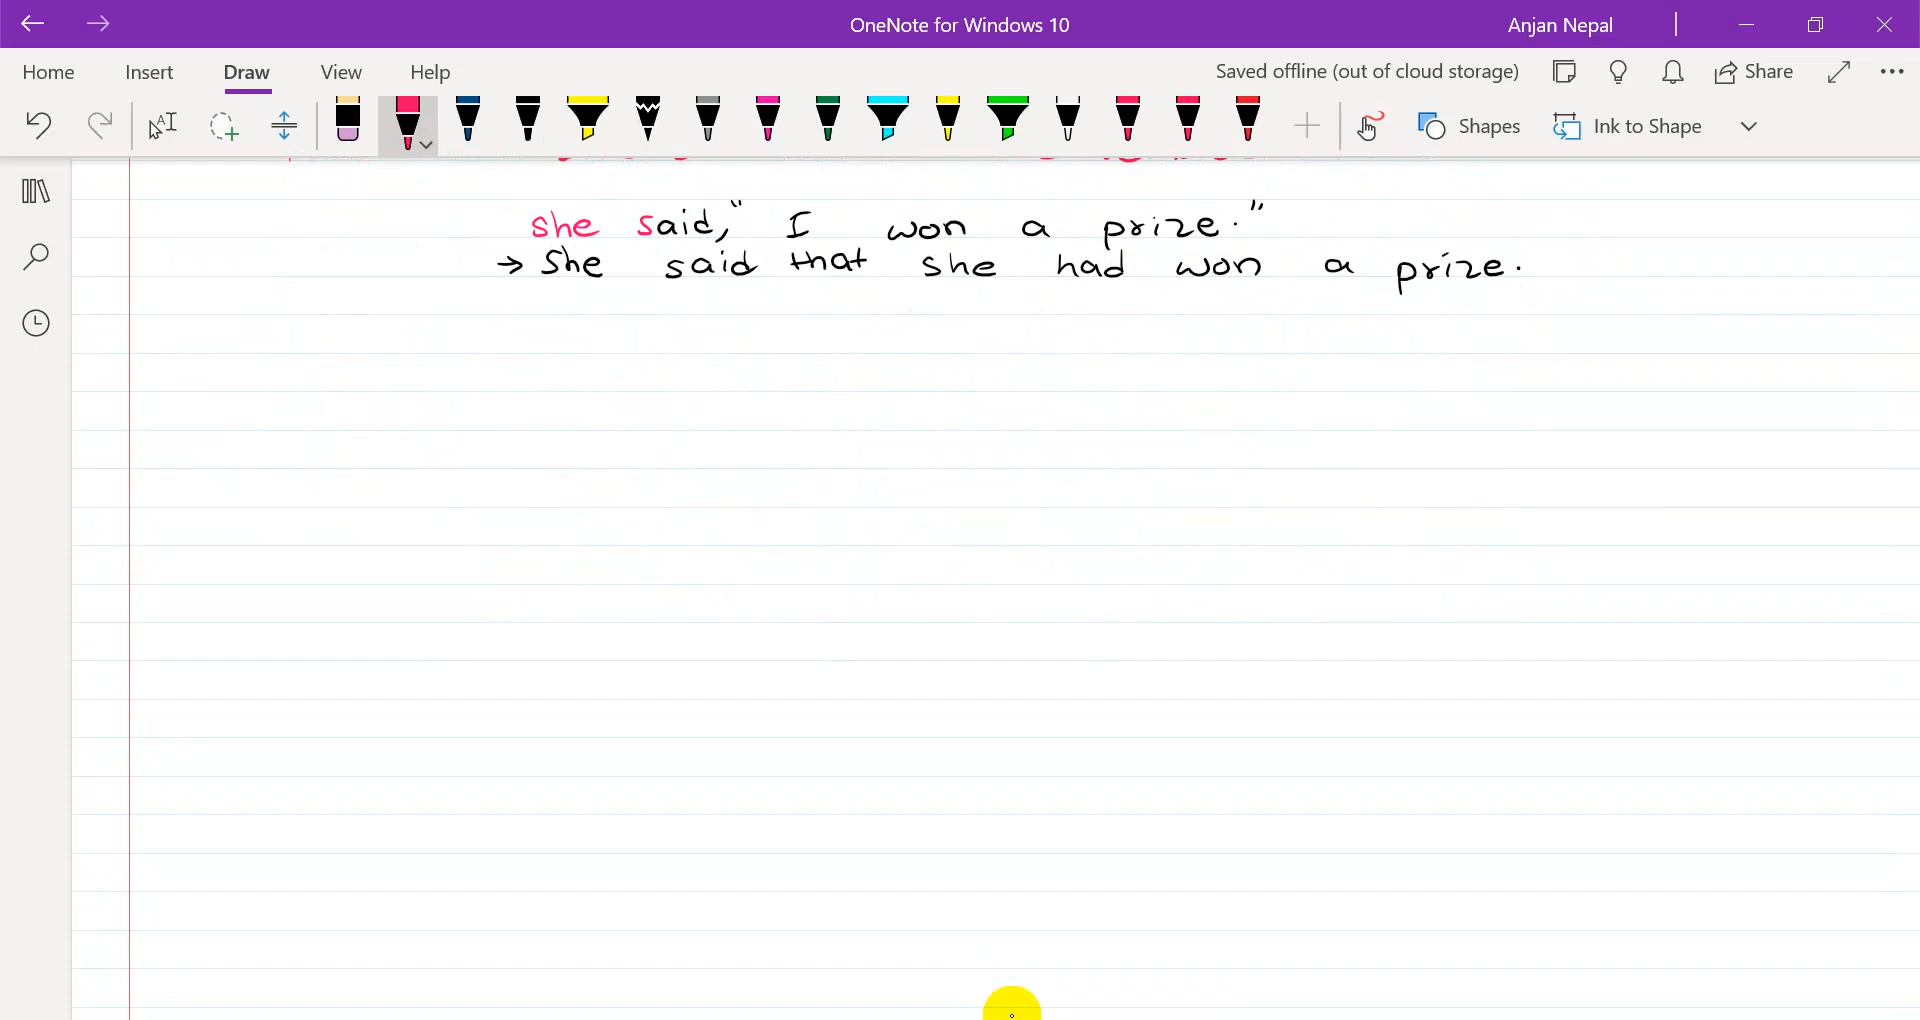 OneNote for Windows 10
Anjan Nepal
Home Insert Draw View Help
Saved offline (out of cloud storage)
Share
Shapes
Ink to Shape
She said," I won a prize."
→ She said that she had won a prize.